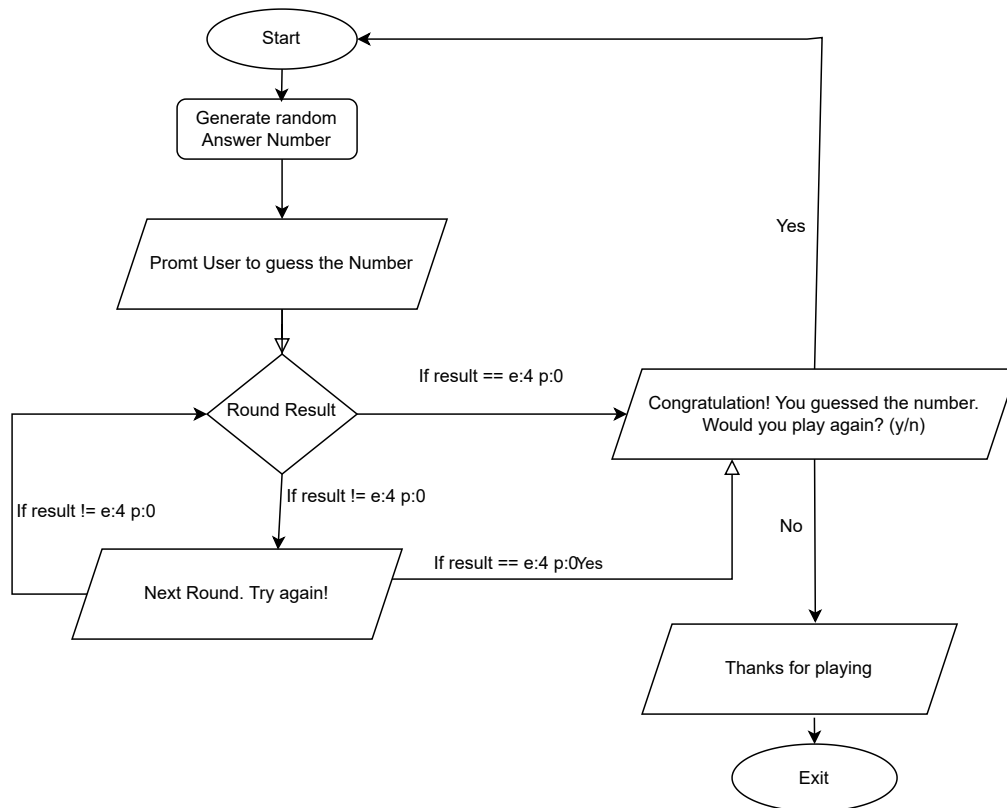 Start
Generate random
Answer Number
Promt User to guess the Number
Yes
If result == e:4 p:0
Round Result
Congratulation! You guessed the number.
Would you play again? (y/n)
If result != e:4 p:0
If result != e:4 p:0
No
If result == e:4 p:0
Yes
Next Round. Try again!
Thanks for playing
Exit